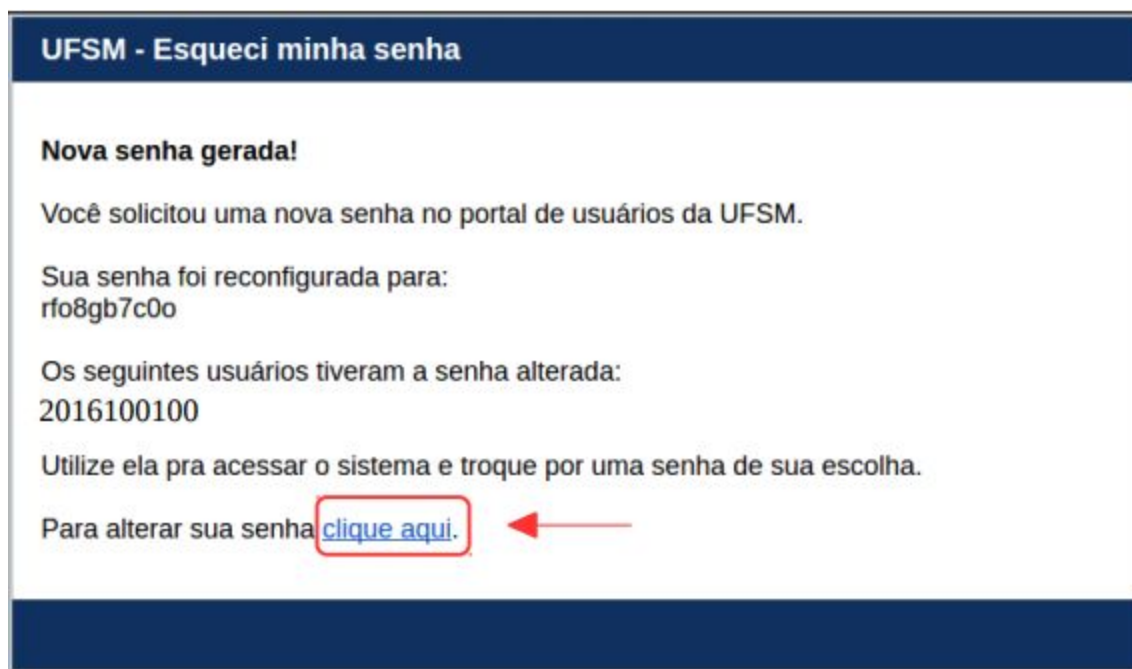 UFSM - Esqueci minha senha
Nova senha gerada!
Você solicitou uma nova senha no portal de usuários da UFSM.
Sua senha foi reconfigurada para:
rfo8gb7c0o
Os seguintes usuários tiveram a senha alterada:
2016100100
Utilize ela pra acessar o sistema e troque por uma senha de sua escolha.
Para alterar sua senha clique aqui.